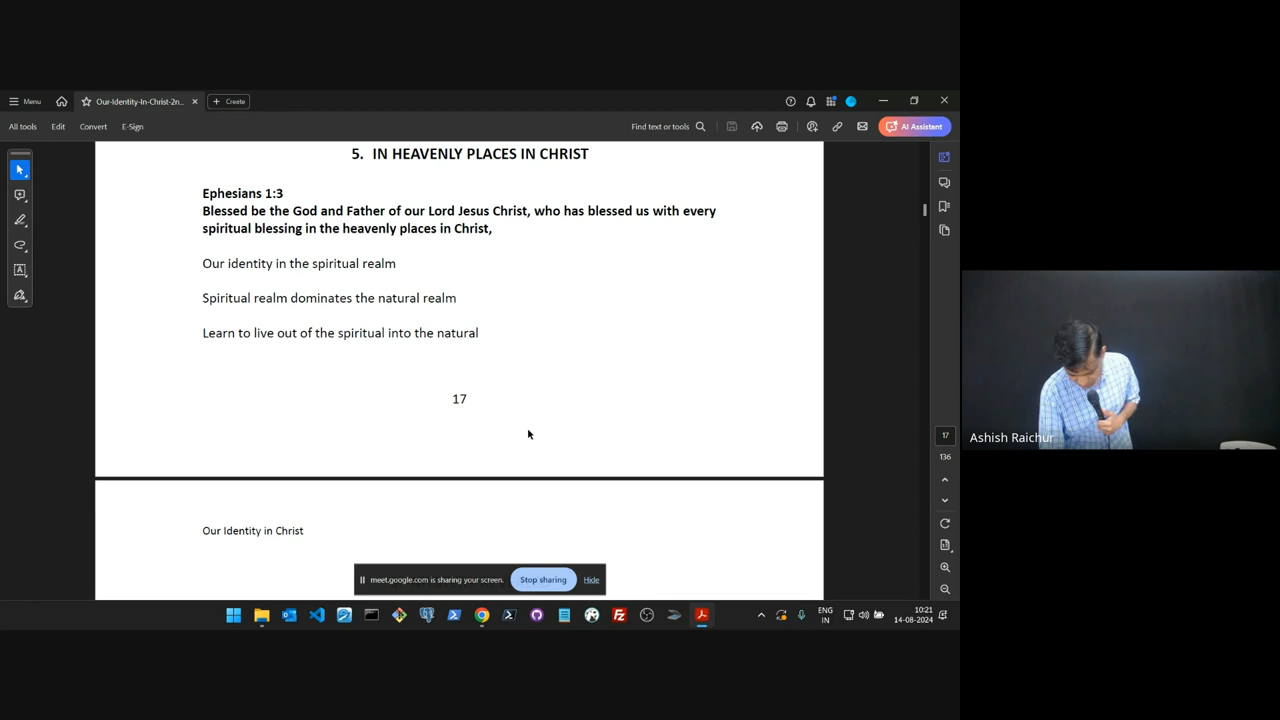 Menu
Our-Identity-In-Christ-2n...
Create
All tools
Edit
Convert
E-Sign
Find text or tools
AI Assistant
5. IN HEAVENLY PLACES IN CHRIST
Ephesians 1:3
Blessed be the God and Father of our Lord Jesus Christ, who has blessed us with every
spiritual blessing in the heavenly places in Christ,
Our identity in the spiritual realm
Spiritual realm dominates the natural realm
Learn to live out of the spiritual into the natural
17
Our Identity in Christ
17
136
Ashish Raichur
meet.google.com is sharing your screen.
Stop sharing
Hide
ENG
IN
10:21
14-08-2024